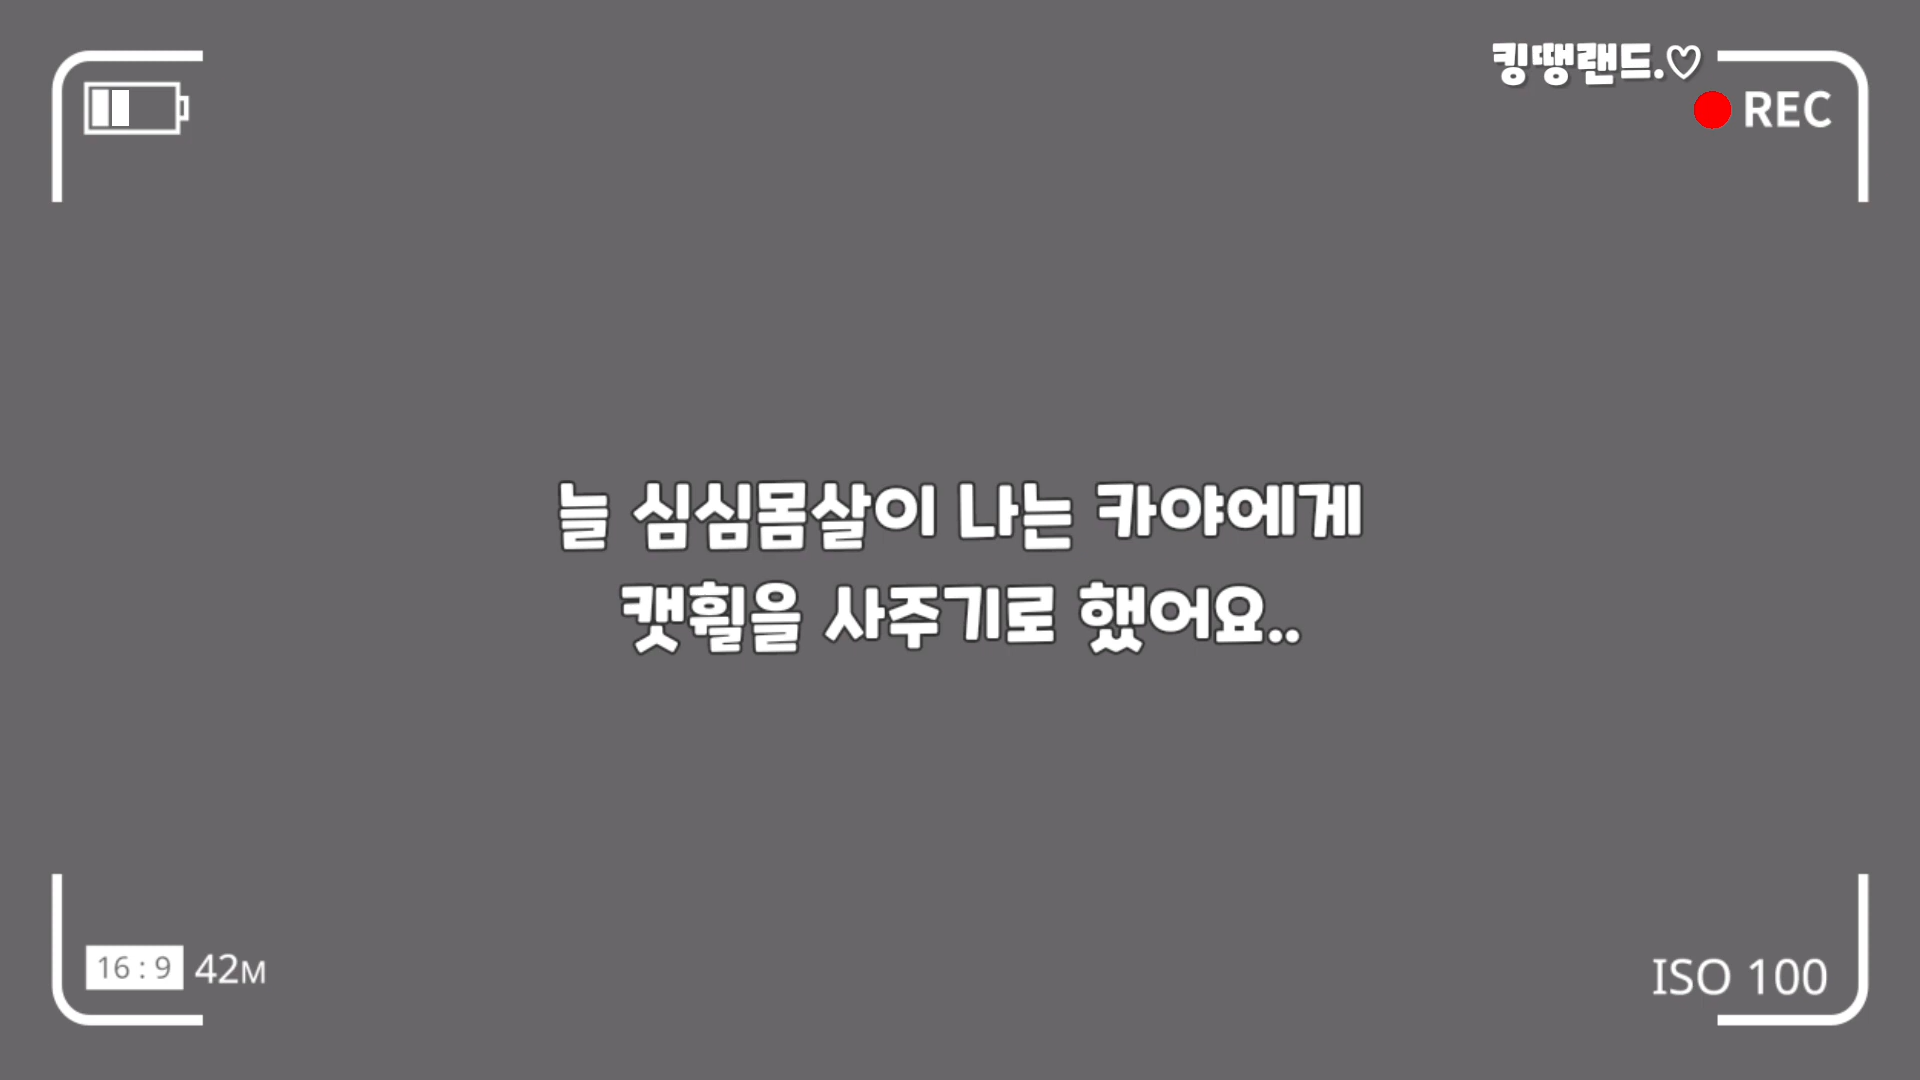 킹땡랜드.♡
REC
늘 심심몸살이 나는 카야에게
캣휠을 사주기로 했어요..
16 : 9 42M
ISO 100